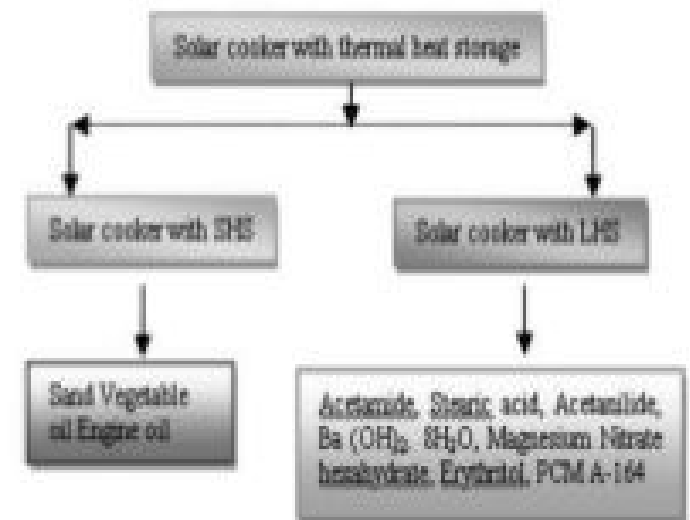 Solar cooker with thermal heat storage
Solar cooker with SHS
Solar cooker with LHS
Sand Vegetable
oil Engine oil
Acetamide, Stearic acid, Acetanilide,
Ba (OH)₂, 8H₂O, Magnesium Nitrate
hexahydrate, Erythritol, PCM A-164